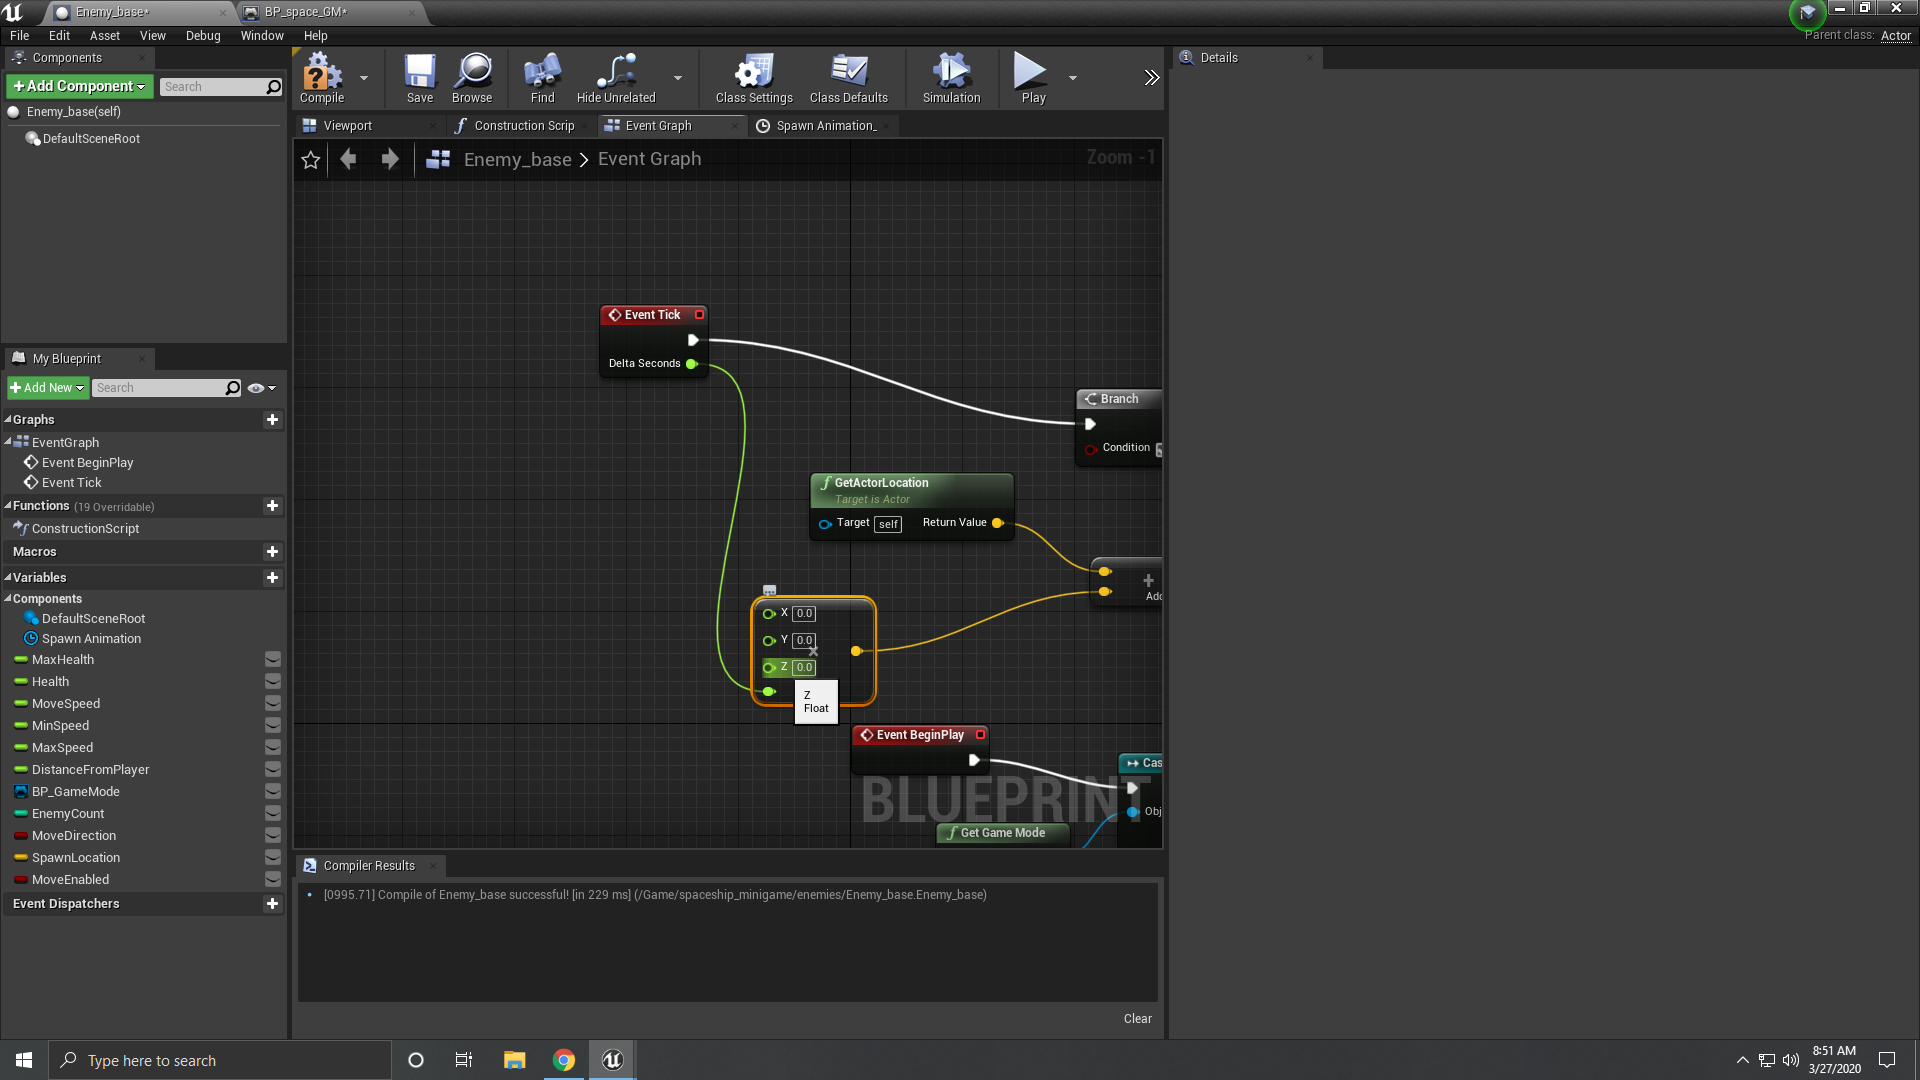 Enemy_base*
BP_space_GM*
File Edit Asset View Debug Window Help
Parent class: Actor
Components
+Add Component
Search
Enemy_base(self)
DefaultSceneRoot
My Blueprint
+Add New
Search
Graphs
EventGraph
Event BeginPlay
Event Tick
Functions (19 Overridable)
ConstructionScript
Macros
Variables
Components
DefaultSceneRoot
Spawn Animation
MaxHealth
Health
MoveSpeed
MinSpeed
MaxSpeed
DistanceFromPlayer
BP_GameMode
EnemyCount
MoveDirection
SpawnLocation
MoveEnabled
Event Dispatchers
Compile
Save
Browse
Find
Hide Unrelated
Class Settings
Class Defaults
Simulation
Play
Viewport
Construction Scrip
Event Graph
Spawn Animation_
Enemy_base > Event Graph
Zoom -1
Event Tick
Delta Seconds
Branch
Condition
GetActorLocation
Target is Actor
Target self
Return Value
X 0.0
Y 0.0
Z 0.0
Z
Float
Add
Event BeginPlay
Cas
Obj
Get Game Mode
BLUEPRINT
Compiler Results
[0995.71] Compile of Enemy_base successful! [in 229 ms] (/Game/spaceship_minigame/enemies/Enemy_base.Enemy_base)
Clear
Details
Type here to search
8:51 AM
3/27/2020